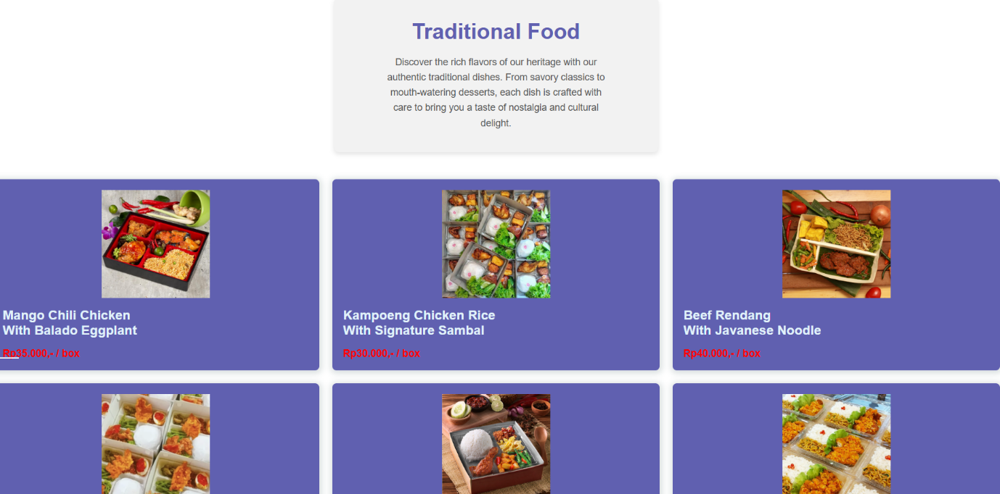 Traditional Food
Discover the rich flavors of our heritage with our
authentic traditional dishes. From savory classics to
mouth-watering desserts, each dish is crafted with
care to bring you a taste of nostalgia and cultural
delight.
Mango Chili Chicken
With Balado Eggplant
Rp35.000,- / box
Kampoeng Chicken Rice
With Signature Sambal
Rp30.000,- / box
Beef Rendang
With Javanese Noodle
Rp40.000,- / box